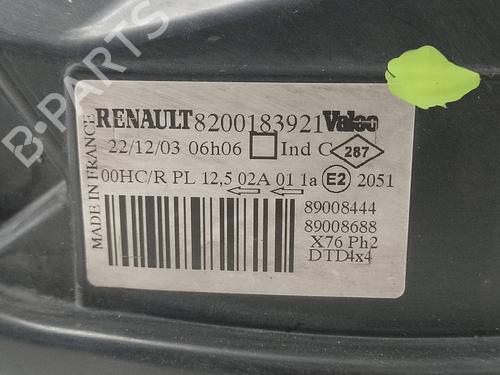 RENAULT 8200183921 Valeo
22/12/03 06h06 Ind C 287
00HC/R PL 12,5 02A 01 1a E2 2051
89008444
89008688
X76 Ph2
DTD4x4
MADE IN FRANCE
B-PARTS